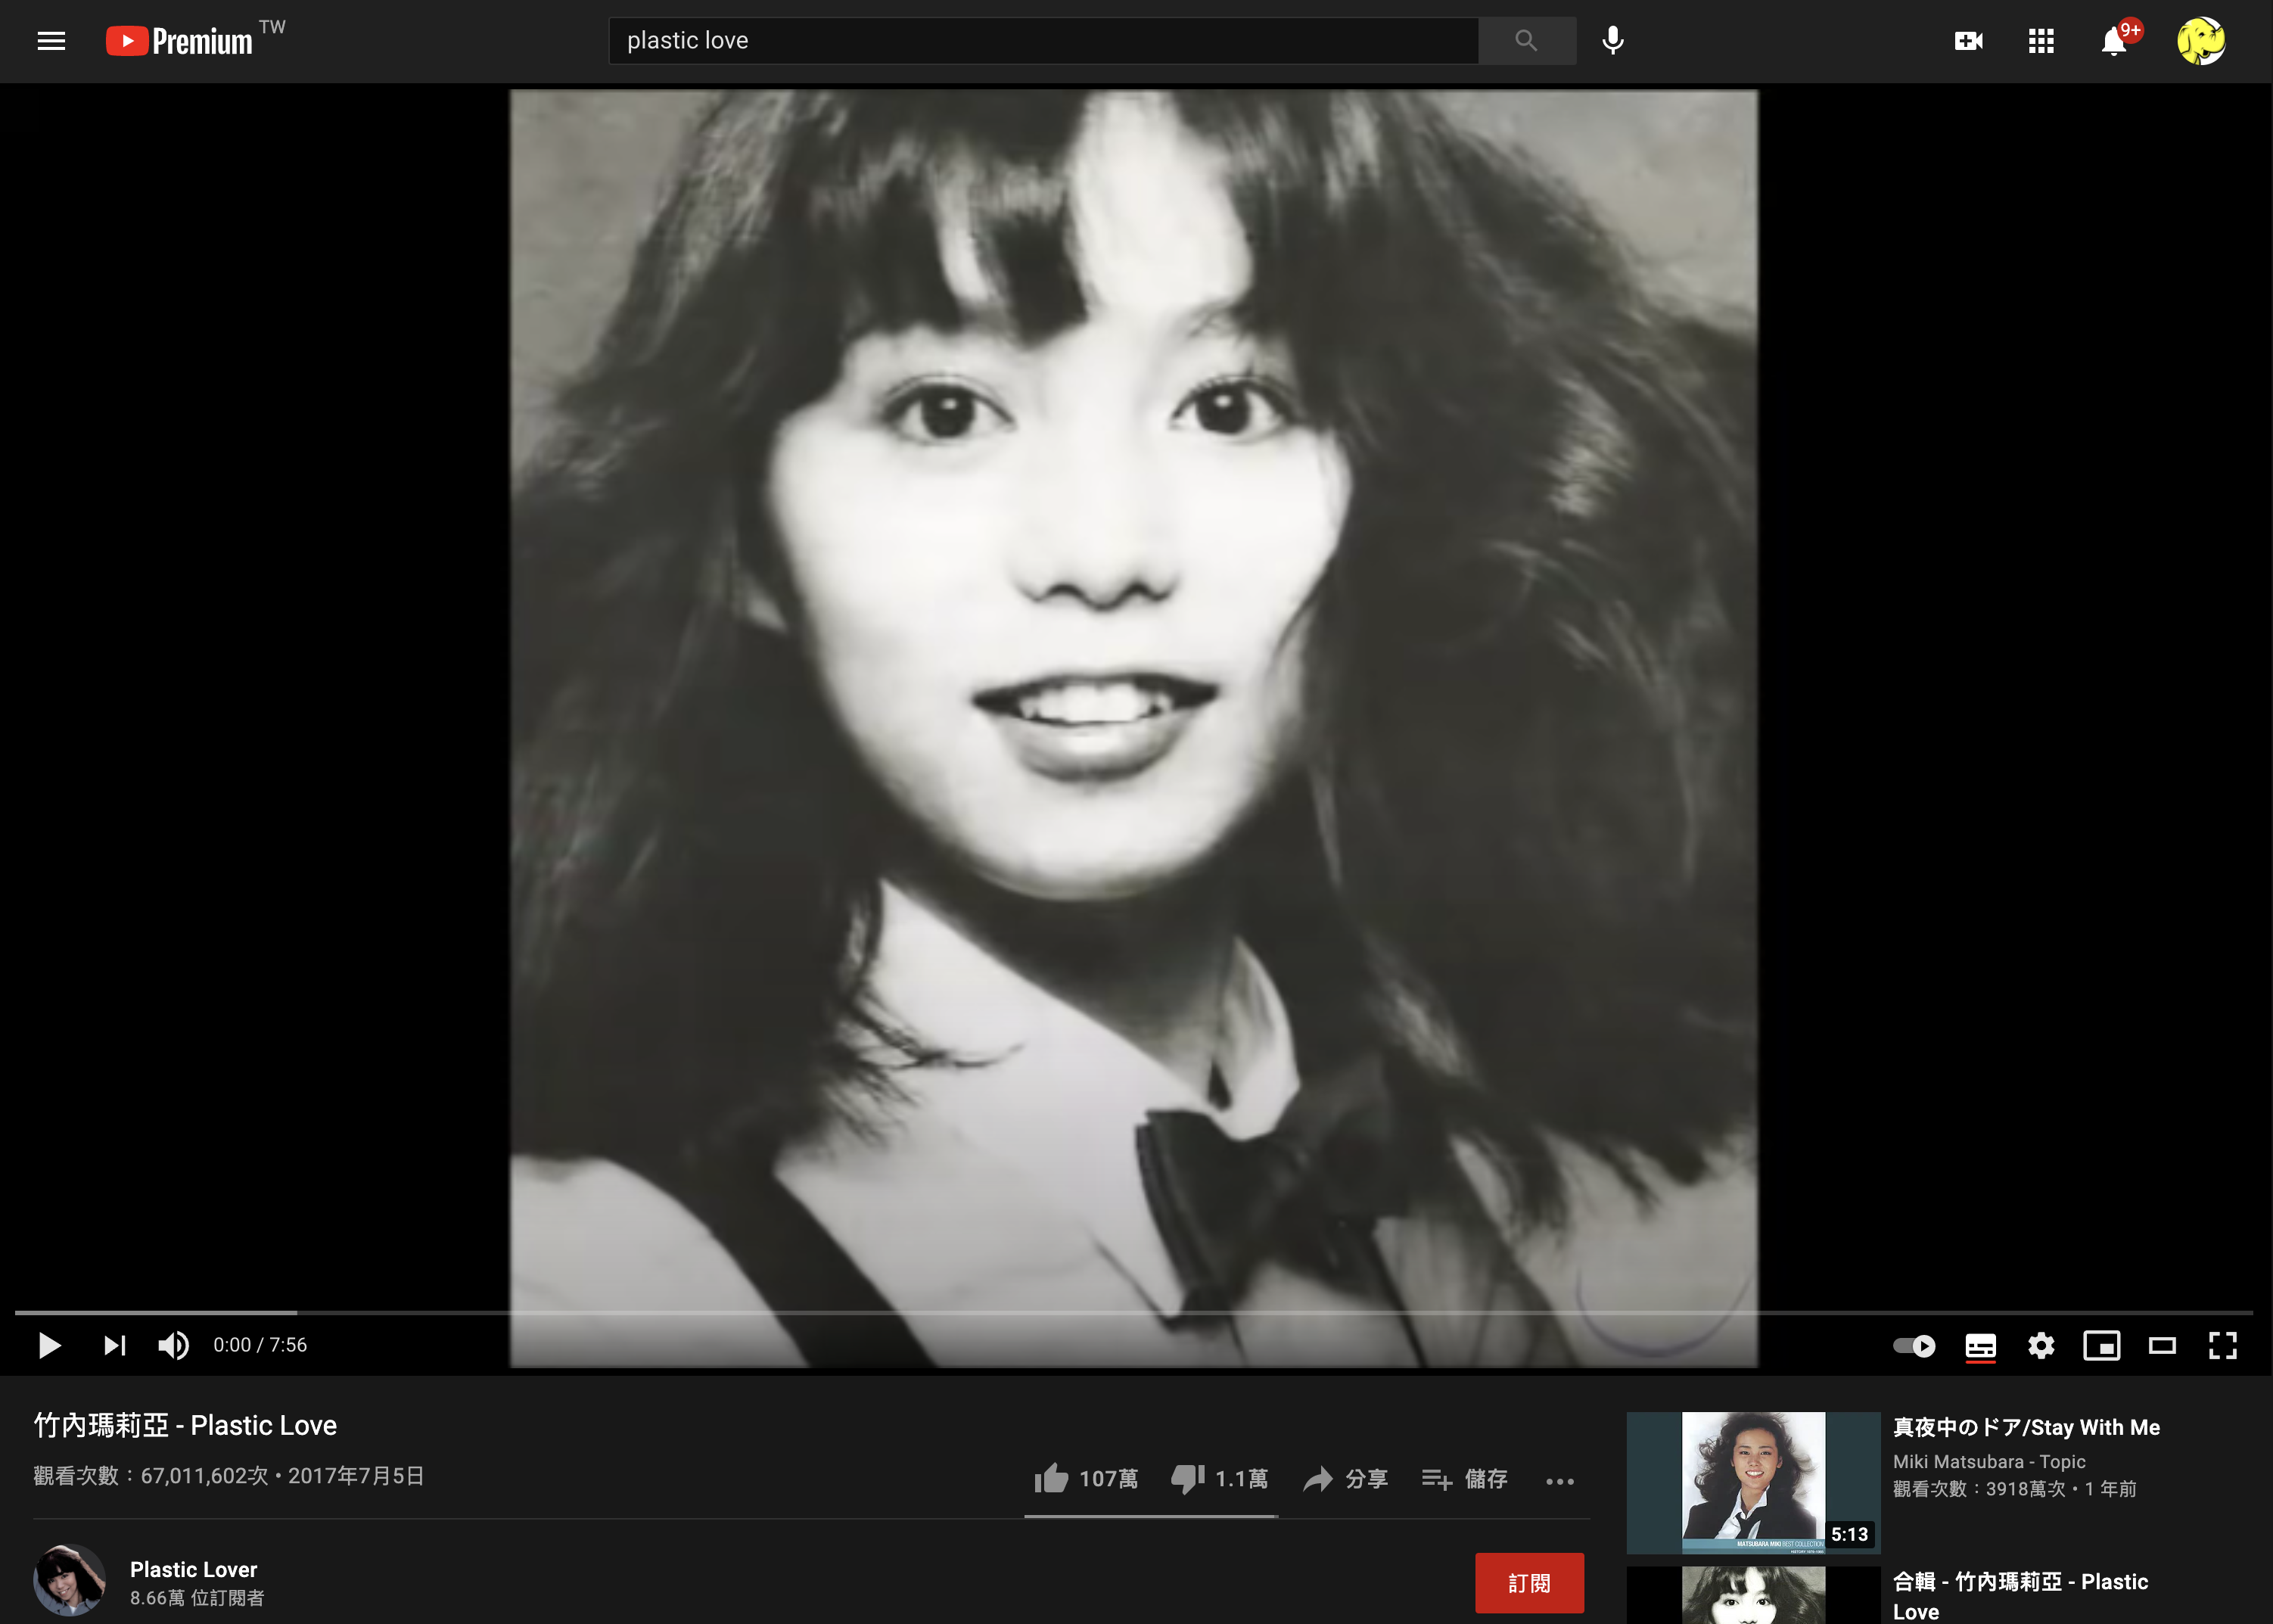 Premium TW
plastic love
9+
0:00 / 7:56
竹內瑪莉亞 - Plastic Love
觀看次數：67,011,602次 • 2017年7月5日
107萬
1.1萬
分享
儲存
Plastic Lover
8.66萬 位訂閱者
訂閱
MATSUBARA MIKI BEST COLLECTION
5:13
真夜中のドア/Stay With Me
Miki Matsubara - Topic
觀看次數：3918萬次 • 1 年前
合輯 - 竹內瑪莉亞 - Plastic
Love